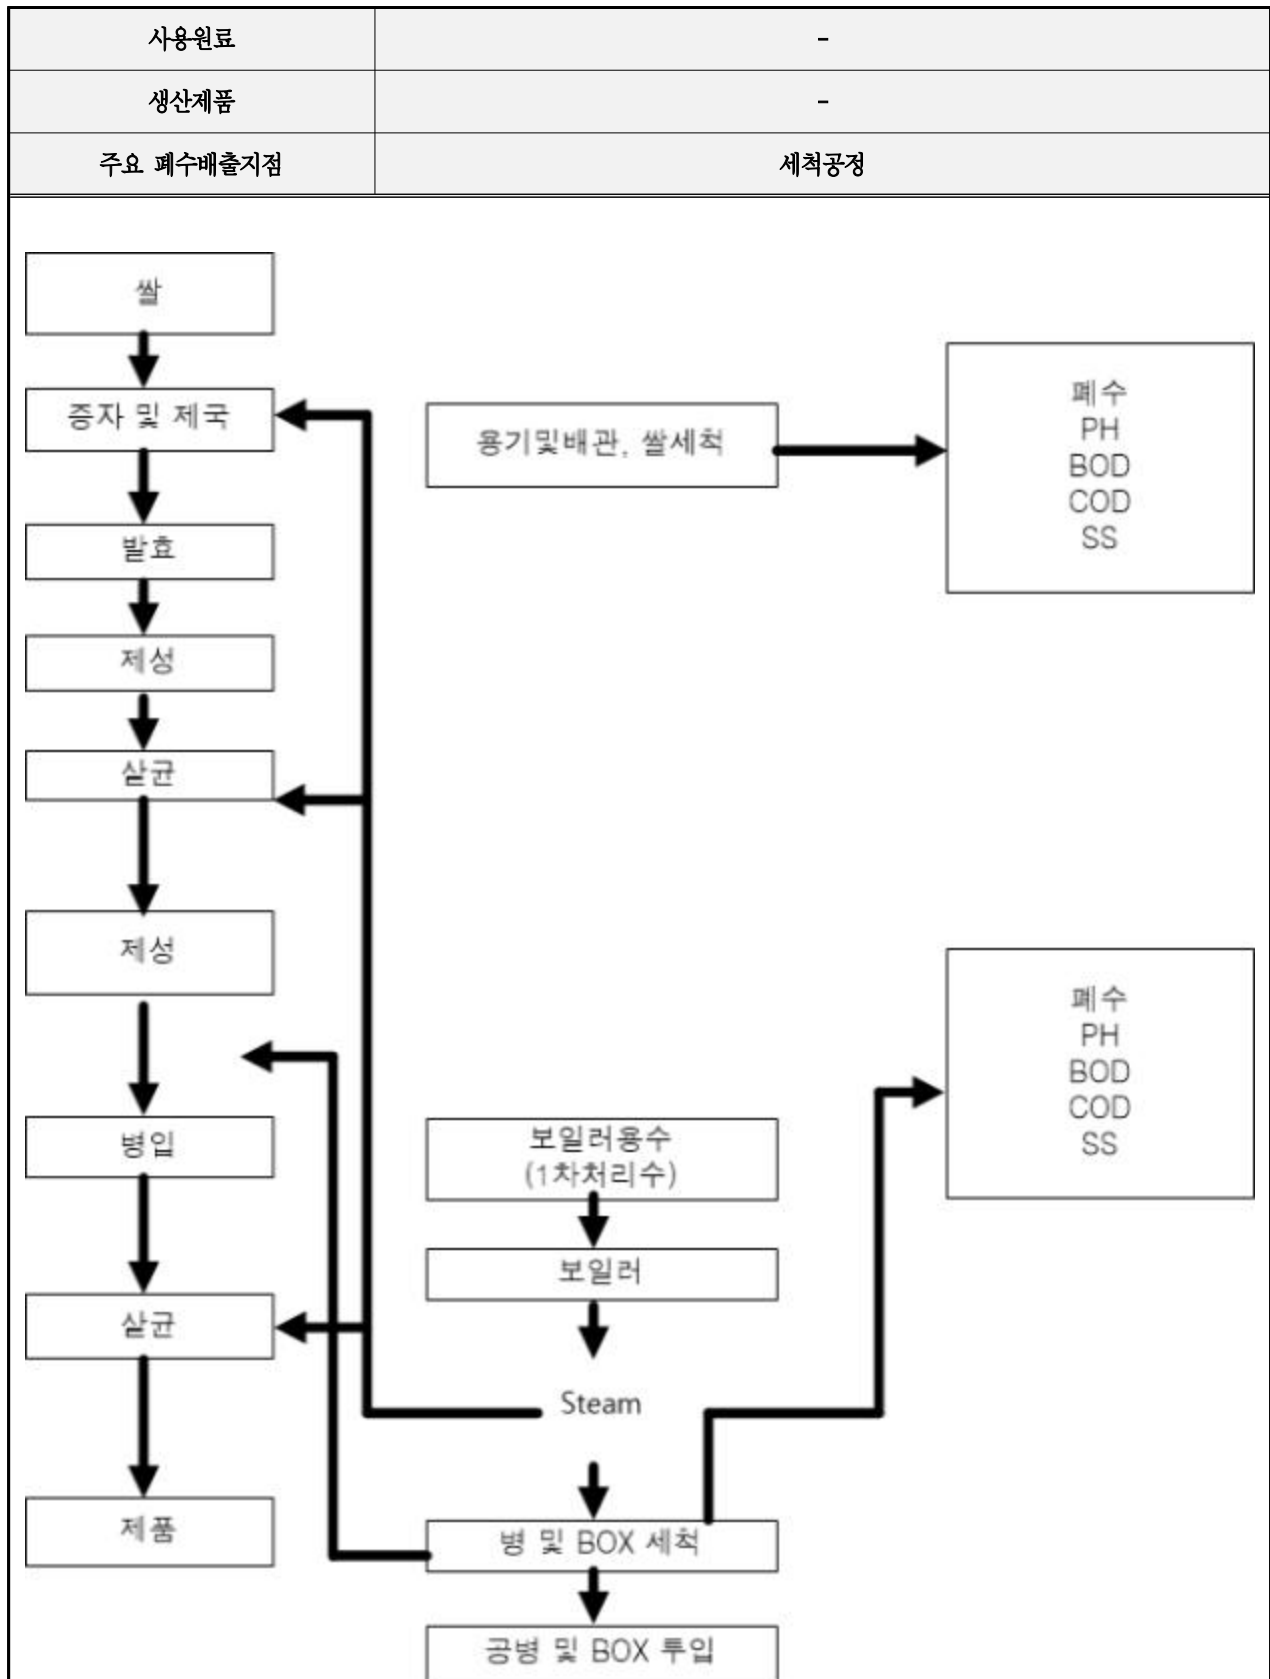 사용원료 -
생산제품 -
주요 폐수배출지점 세척공정
쌀
증자 및 제국
발효
제성
살균
제성
병입
살균
제품
용기및배관, 쌀세척
폐수
PH
BOD
COD
SS
보일러용수
(1차처리수)
보일러
Steam
병 및 BOX 세척
공병 및 BOX 투입
폐수
PH
BOD
COD
SS